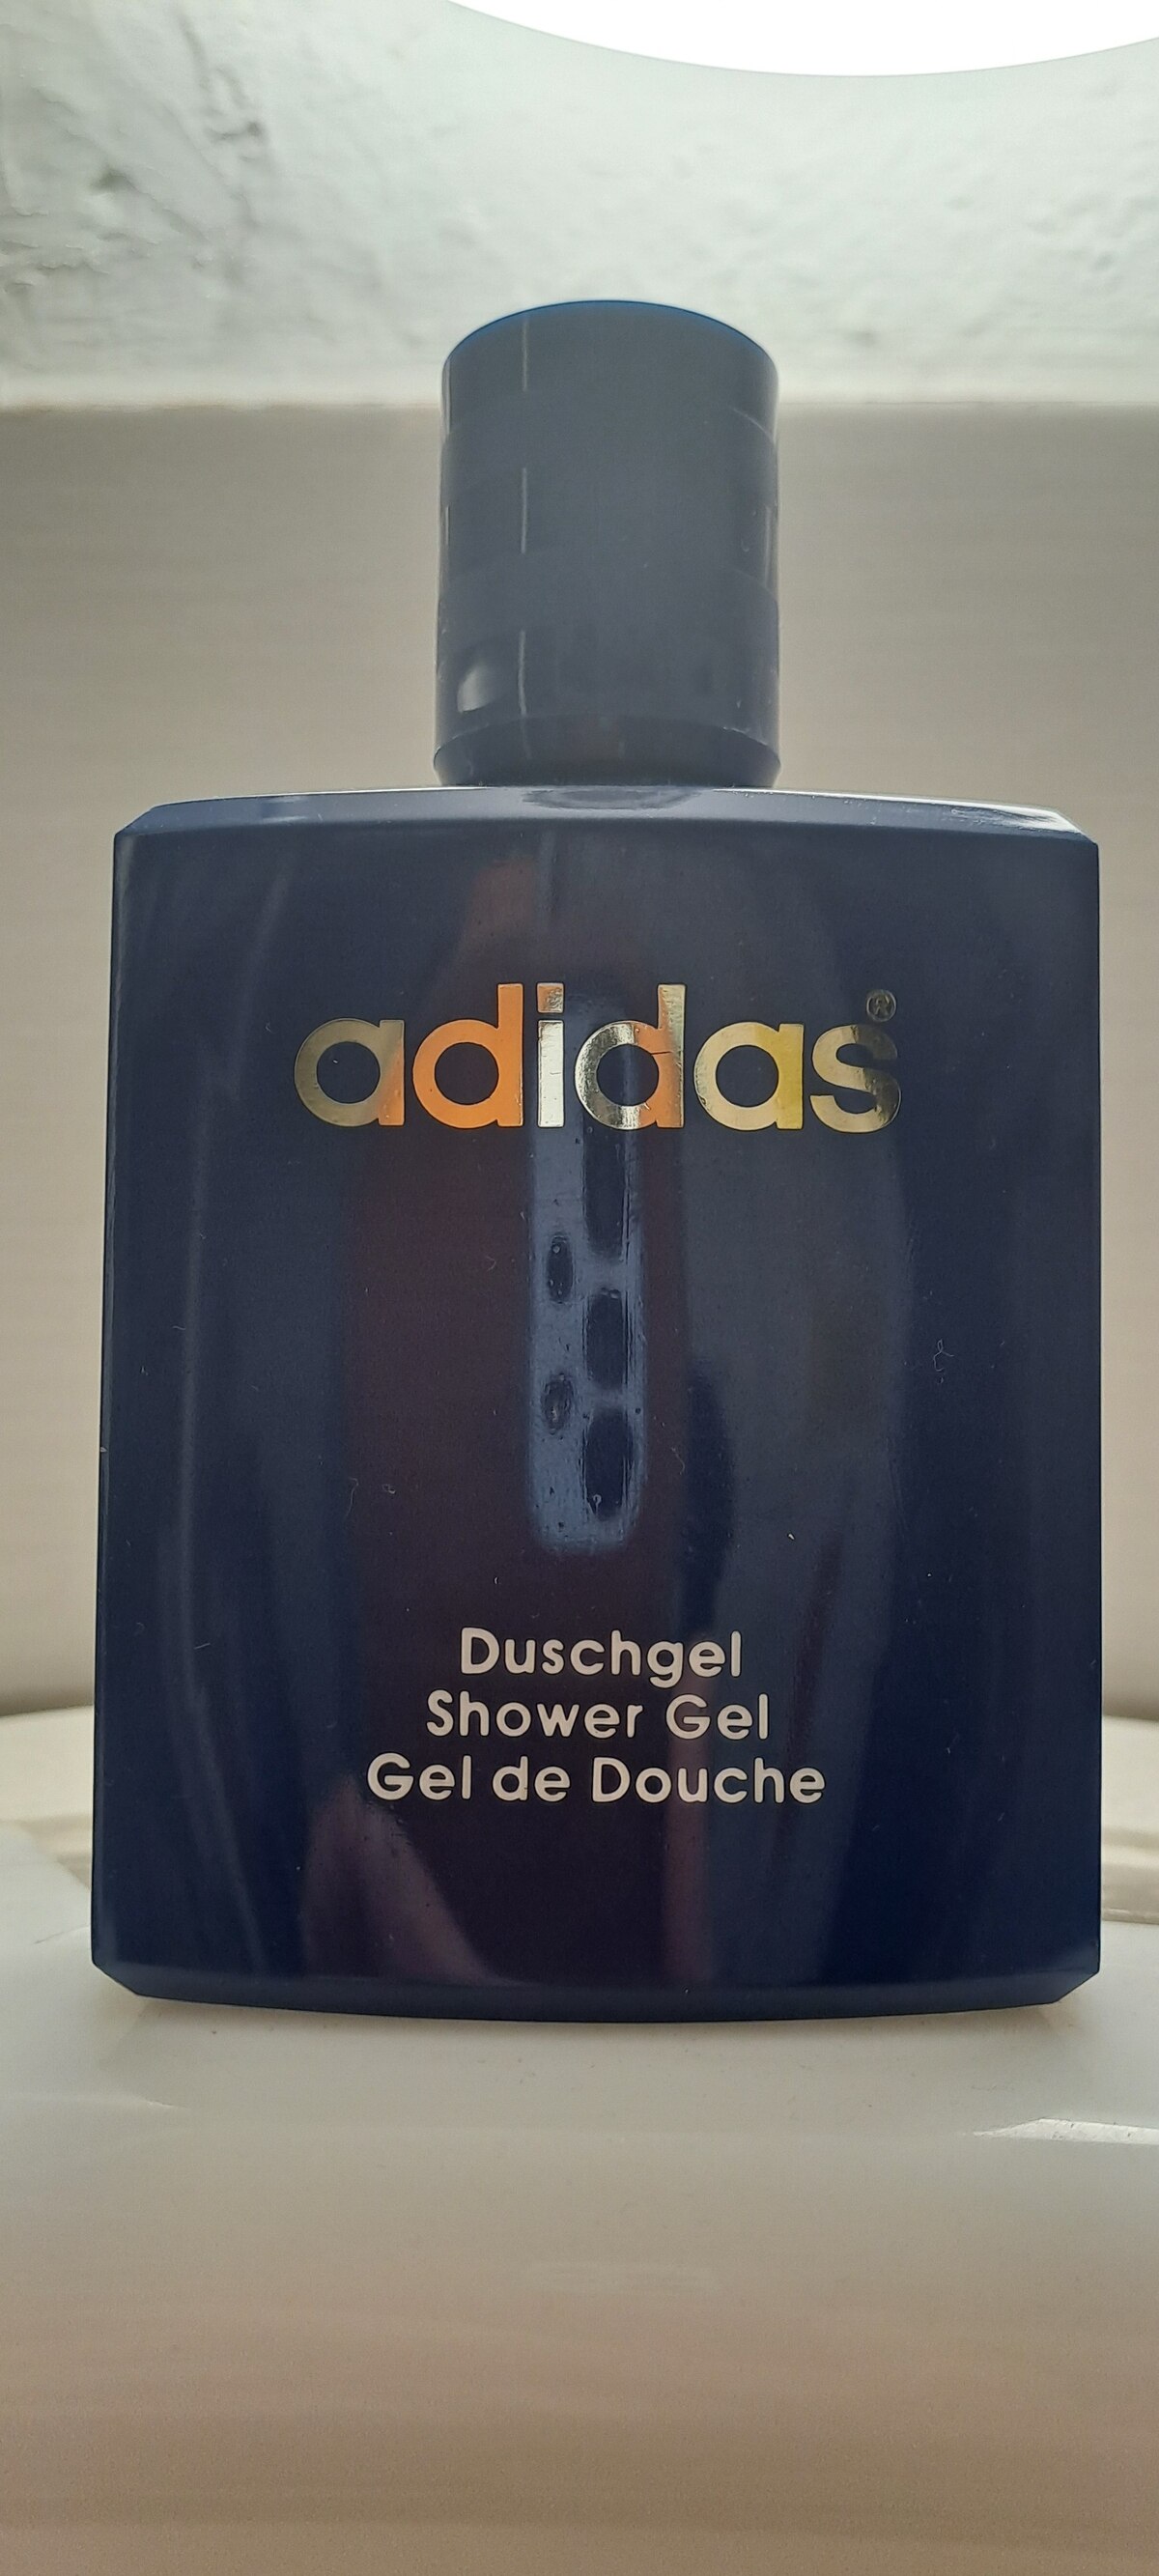 adidas®
Duschgel
Shower Gel
Gel de Douche